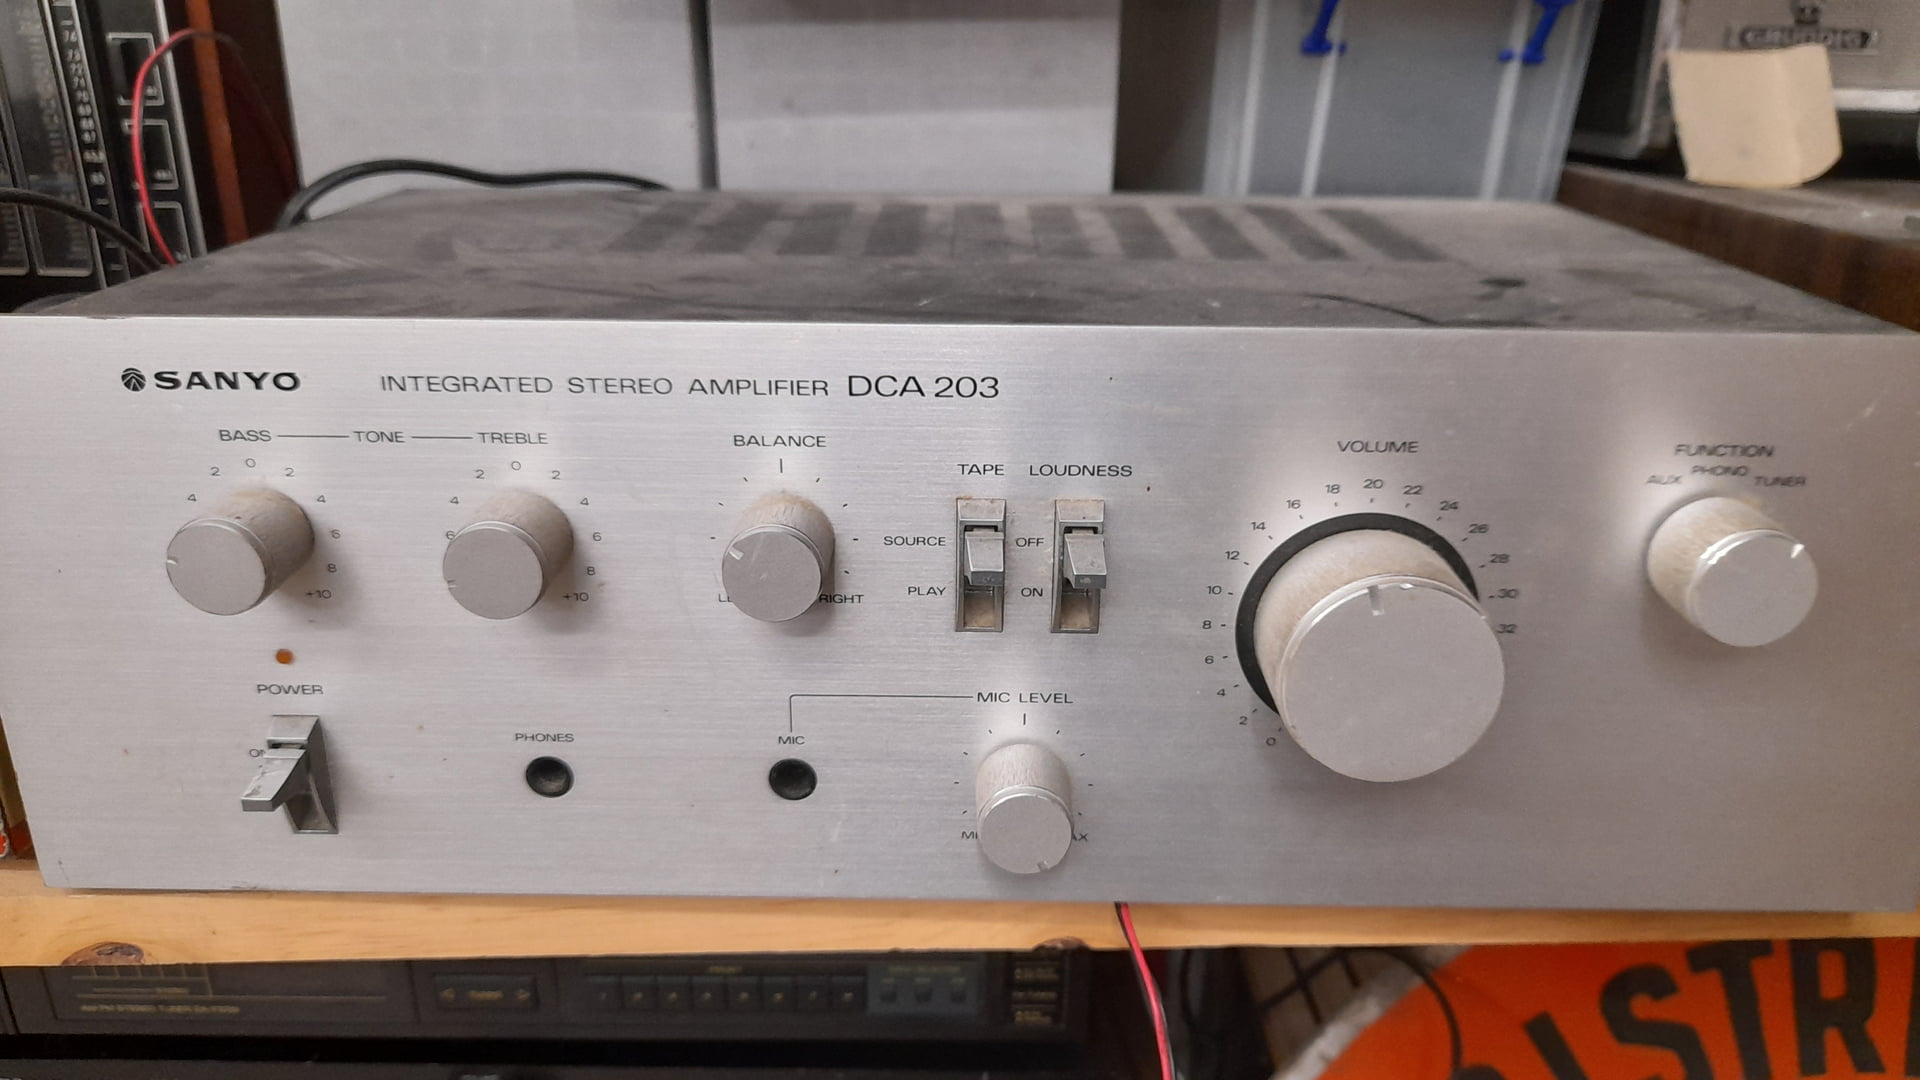 GRUNDIG
SANYO INTEGRATED STEREO AMPLIFIER DCA 203
BASS TONE TREBLE
BALANCE
VOLUME
FUNCTION
AUX PHONO TUNER
TAPE LOUDNESS
4 2 0 2 4 6 8 +10
6 4 2 0 2 4 6 8 +10
RIGHT
SOURCE OFF
PLAY ON
0 2 4 6 8 10 12 14 16 18 20 22 24 26 28 30 32
POWER
ON
PHONES
MIC
MIC LEVEL
STR